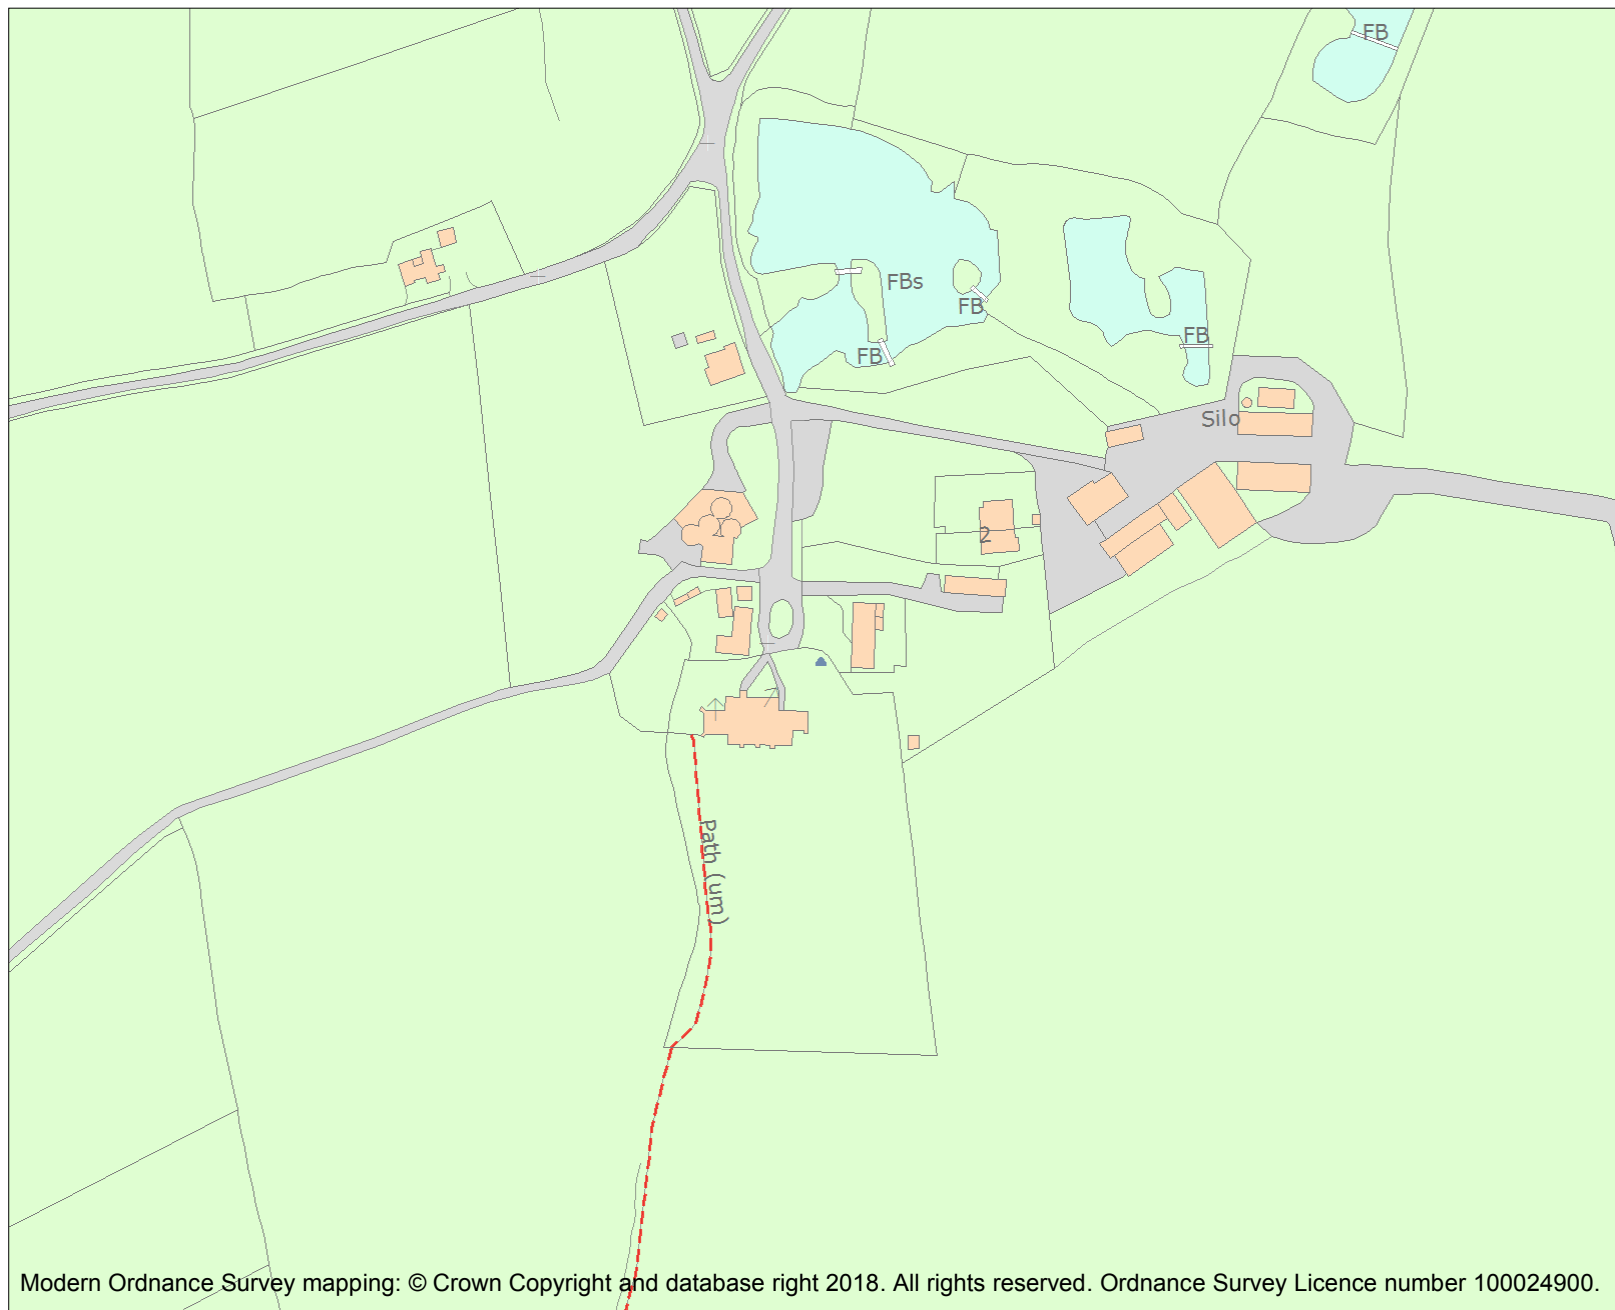 FB
FBs
FB
FB
FB
Silo
2
Path (um)
Modern Ordnance Survey mapping: © Crown Copyright and database right 2018. All rights reserved. Ordnance Survey Licence number 100024900.